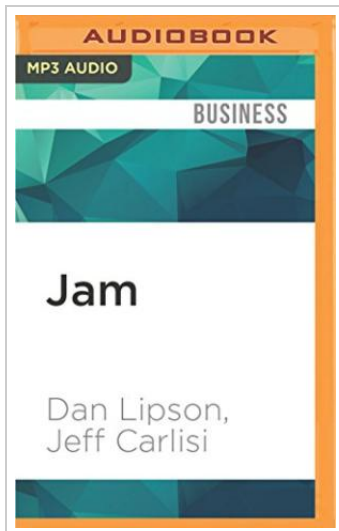 AUDIOBOOK
MP3 AUDIO
BUSINESS
Jam
Dan Lipson,
Jeff Carlisi